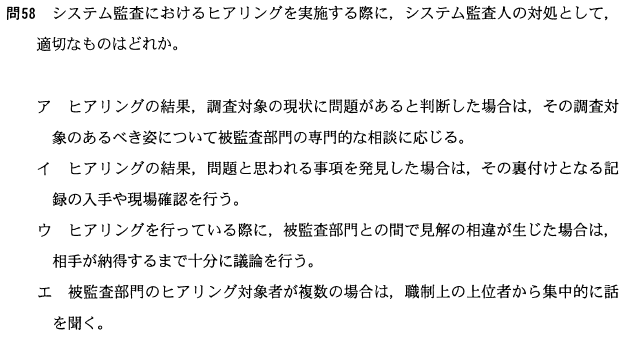 問58 システム監査におけるヒアリングを実施する際に，システム監査人の対処として，
適切なものはどれか。
ア ヒアリングの結果，調査対象の現状に問題があると判断した場合は，その調査対
象のあるべき姿について被監査部門の専門的な相談に応じる。
イ ヒアリングの結果，問題と思われる事項を発見した場合は，その裏付けとなる記
録の入手や現場確認を行う。
ウ ヒアリングを行っている際に，被監査部門との間で見解の相違が生じた場合は，
相手が納得するまで十分に議論を行う。
エ 被監査部門のヒアリング対象者が複数の場合は，職制上の上位者から集中的に話
を聞く。